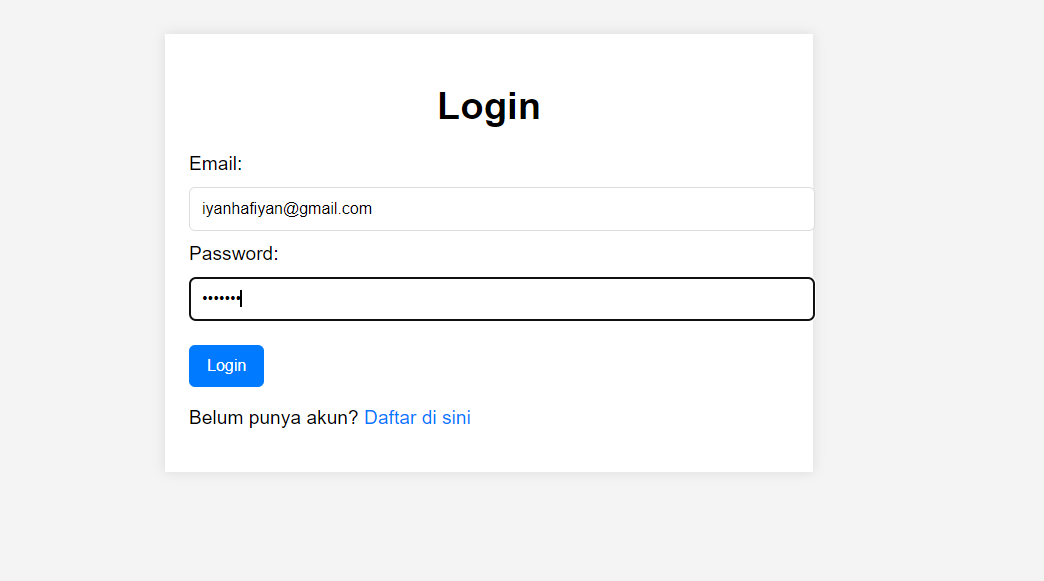 Login
Email:
iyanhafiyan@gmail.com
Password:
•••••••
Login
Belum punya akun? Daftar di sini